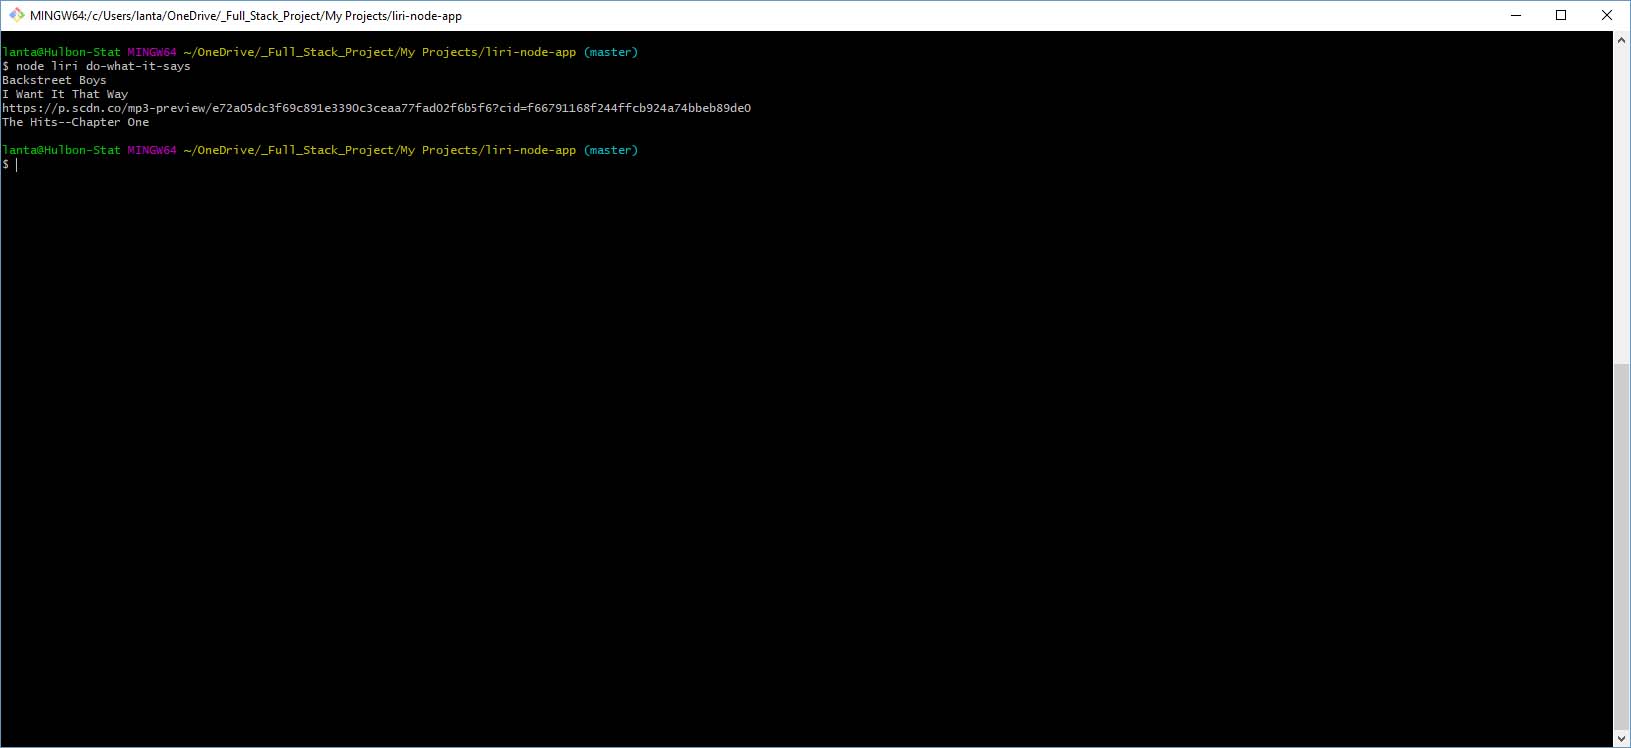 MINGW64:/c/Users/lanta/OneDrive/_Full_Stack_Project/My Projects/liri-node-app
lanta@Hulbon-Stat MINGW64 ~/OneDrive/_Full_Stack_Project/My Projects/liri-node-app (master)
$ node liri do-what-it-says
Backstreet Boys
I Want It That Way
https://p.scdn.co/mp3-preview/e72a05dc3f69c891e3390c3ceaa77fad02f6b5f6?cid=f66791168f244ffcb924a74bbeb89de0
The Hits--Chapter One
lanta@Hulbon-Stat MINGW64 ~/OneDrive/_Full_Stack_Project/My Projects/liri-node-app (master)
$